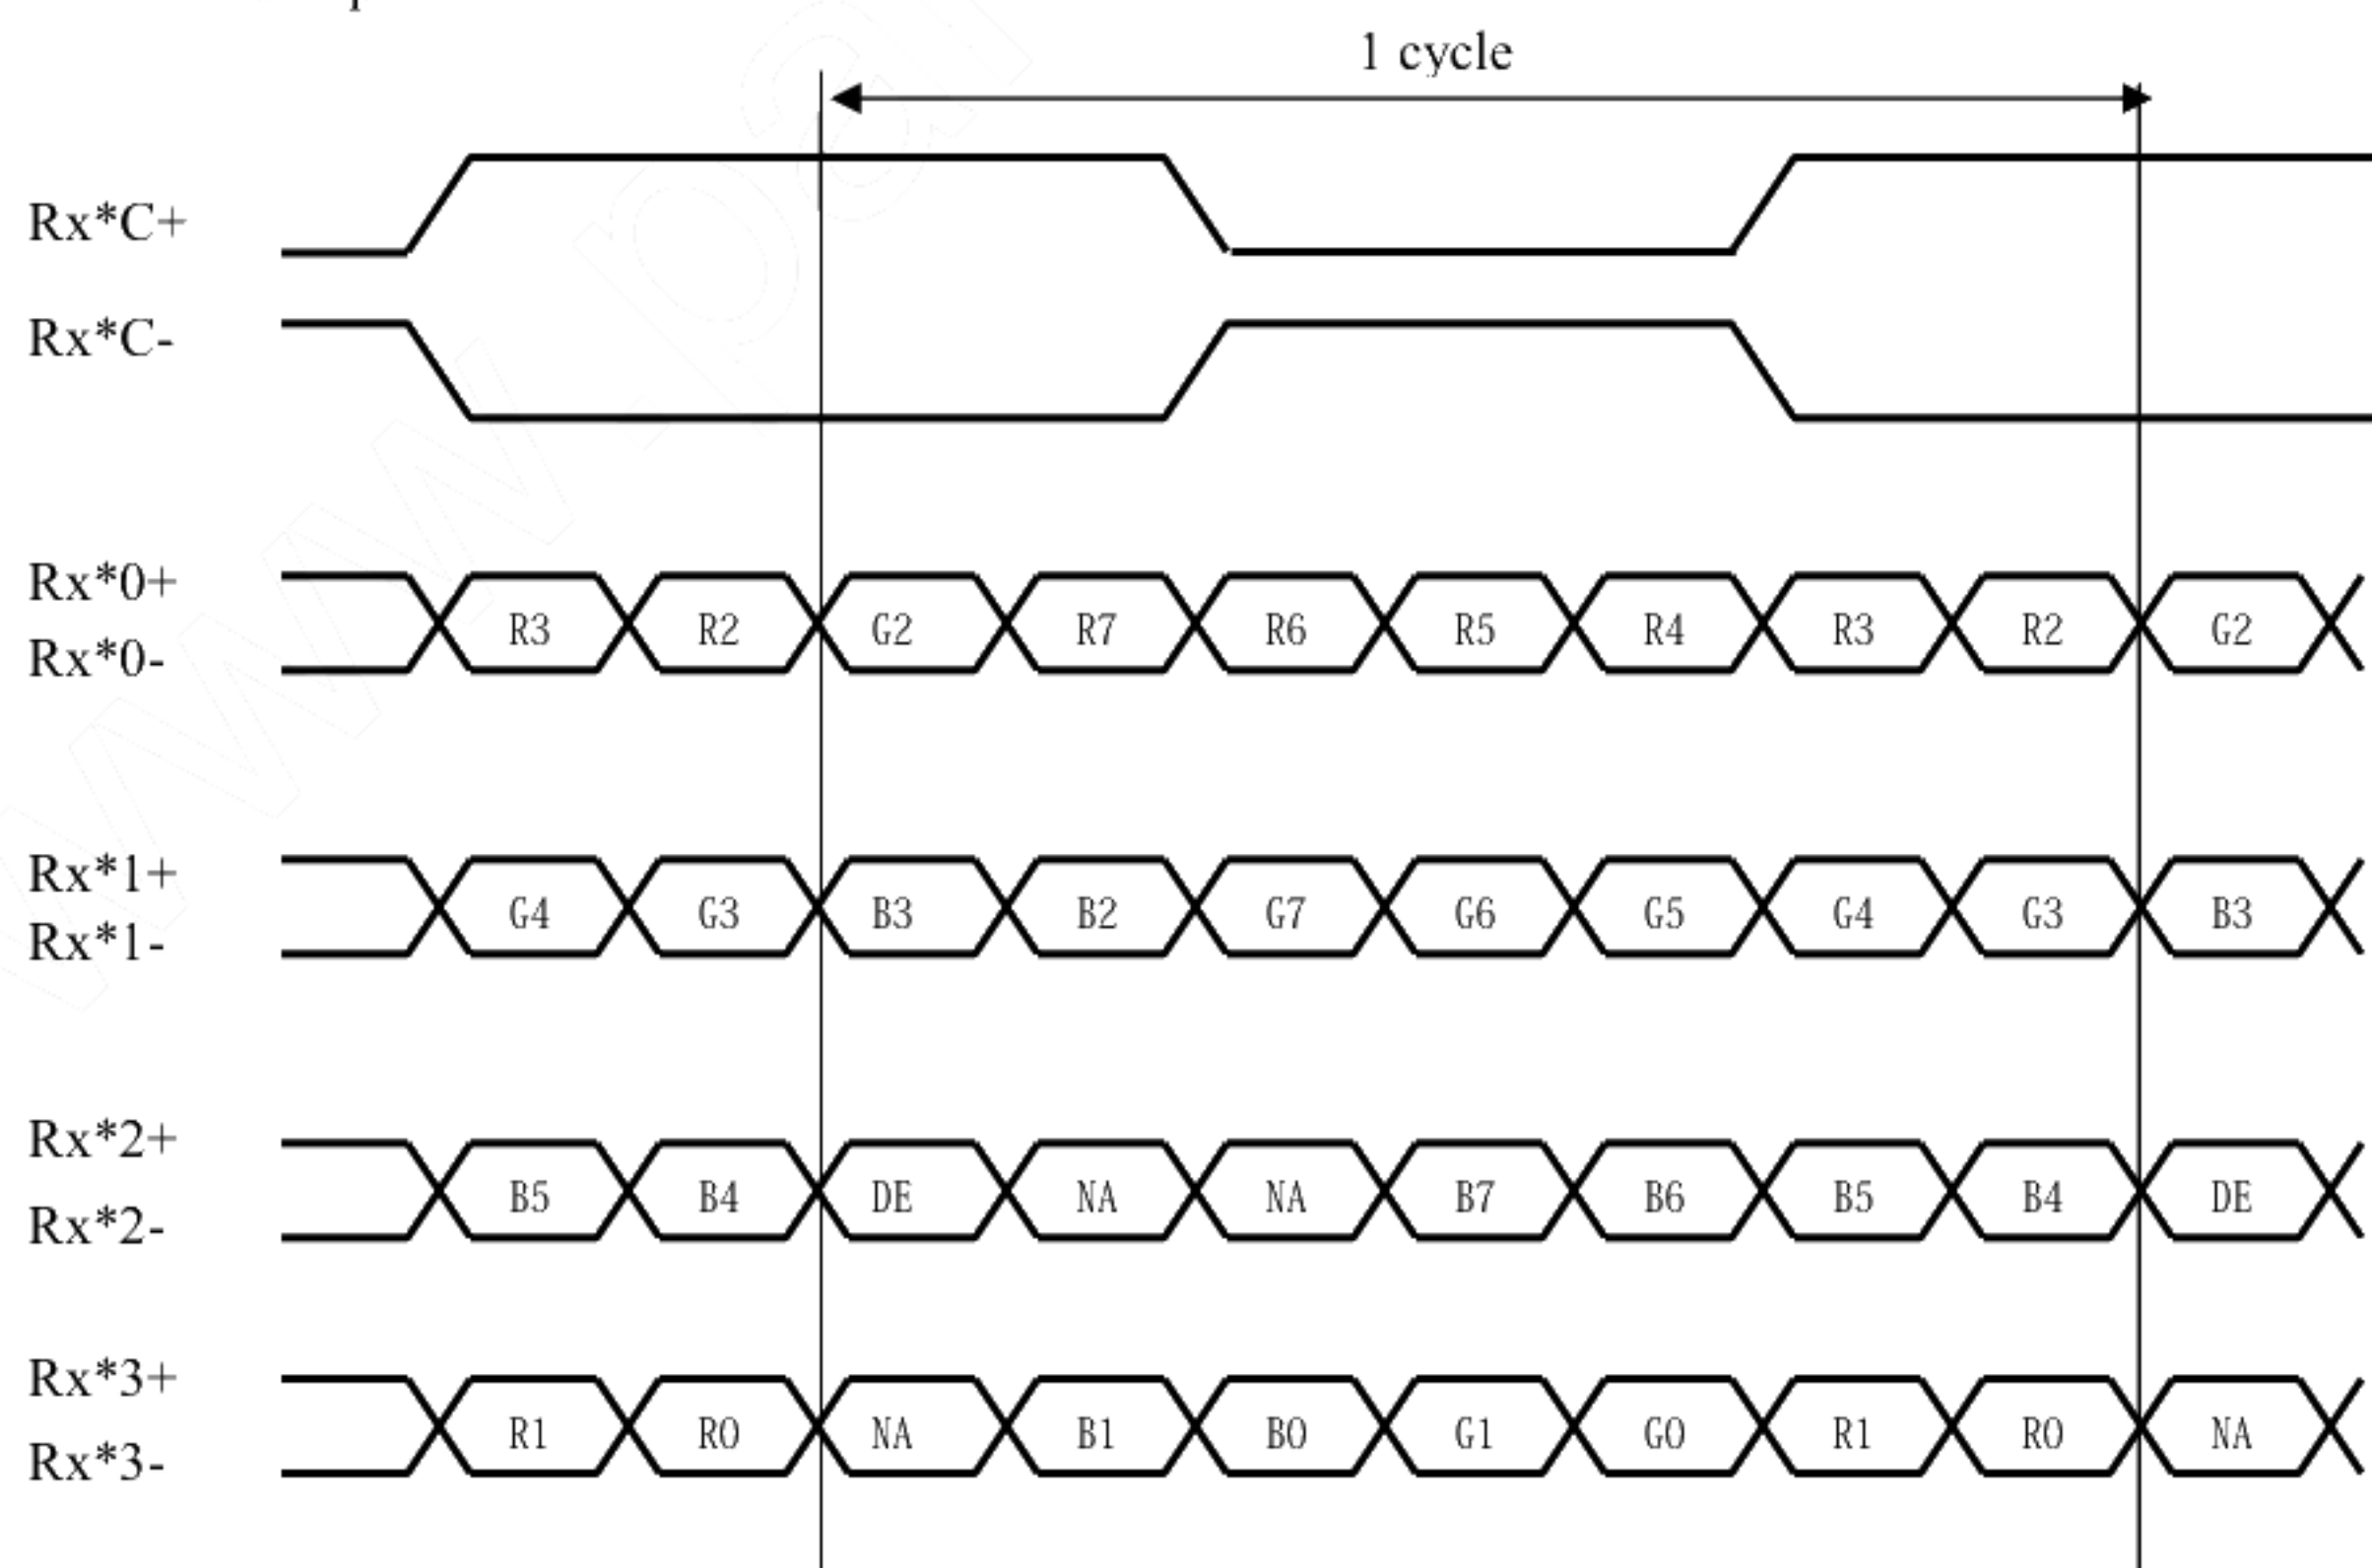 1 cycle
Rx*C+
Rx*C-
Rx*0+
Rx*0-
R3 R2 G2 R7 R6 R5 R4 R3 R2 G2
Rx*1+
Rx*1-
G4 G3 B3 B2 G7 G6 G5 G4 G3 B3
Rx*2+
Rx*2-
B5 B4 DE NA NA B7 B6 B5 B4 DE
Rx*3+
Rx*3-
R1 R0 NA B1 B0 G1 G0 R1 R0 NA